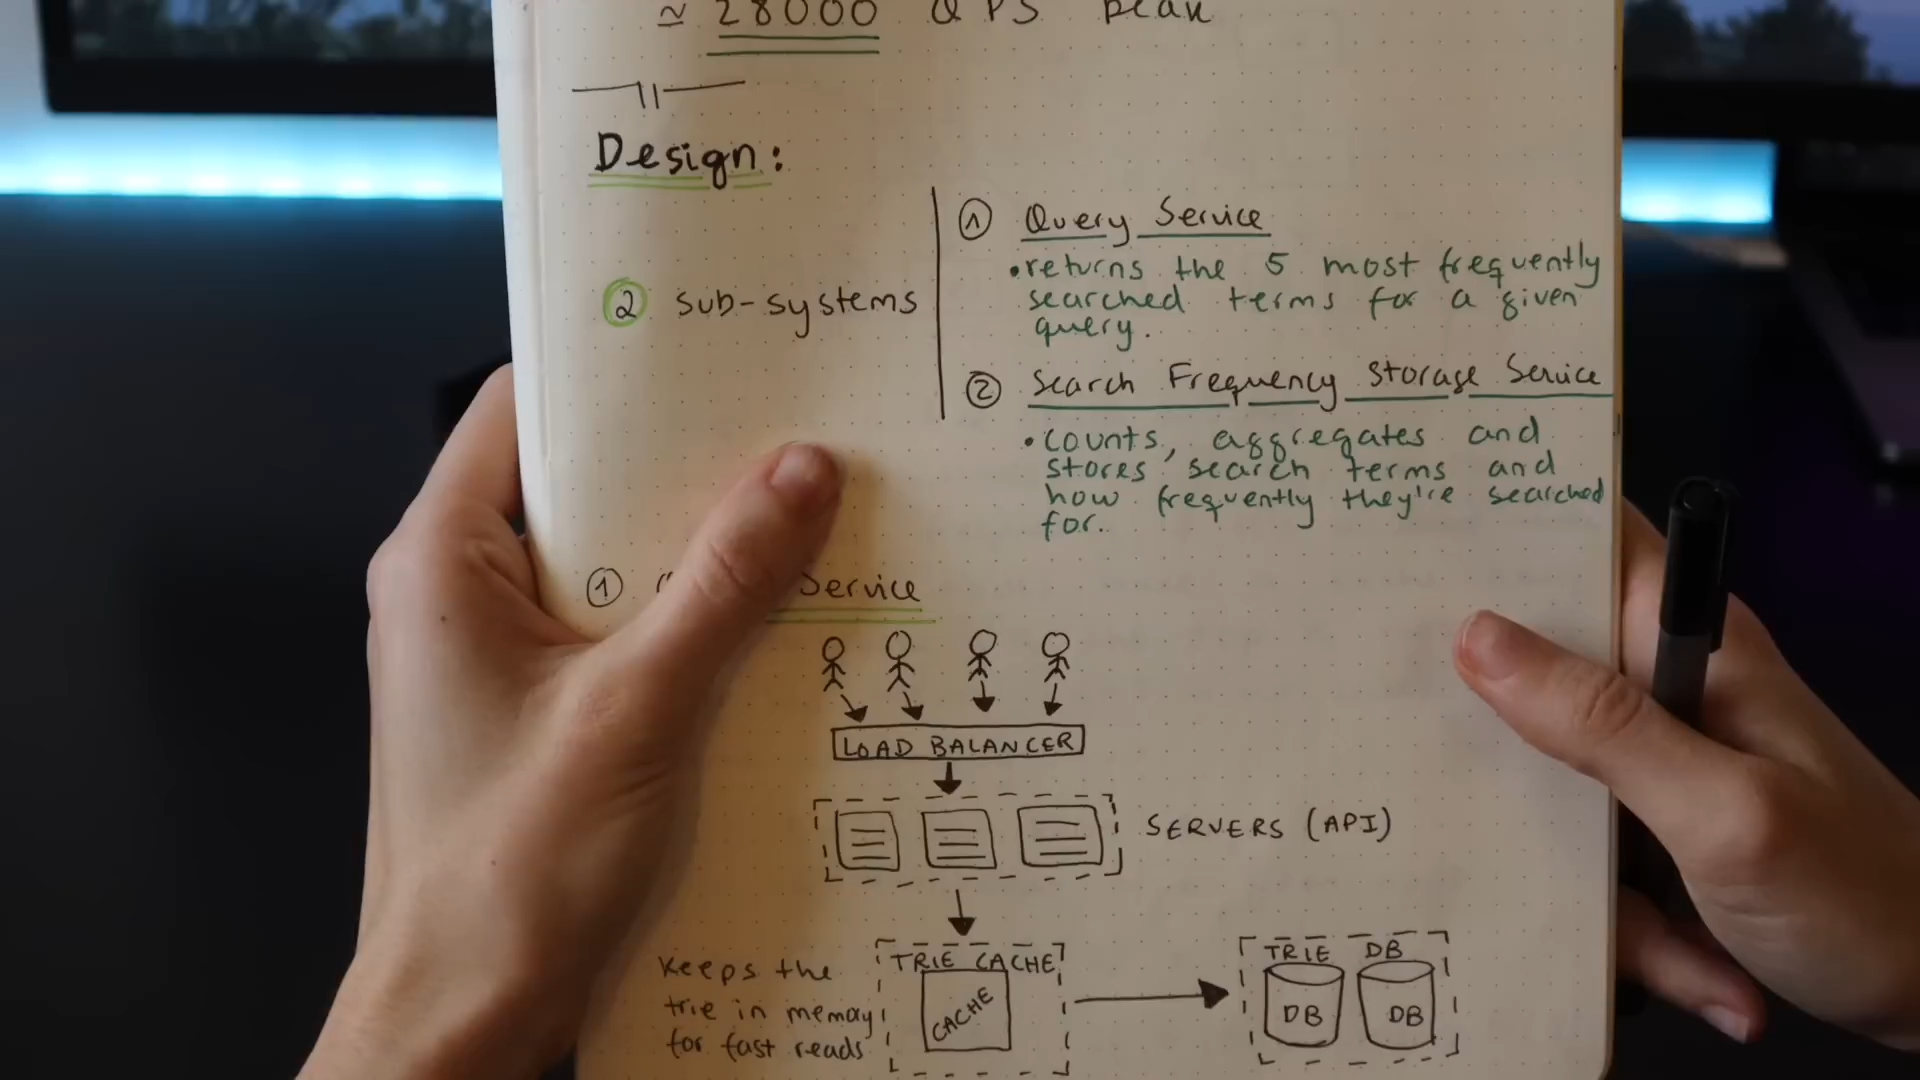 ≃ 28000 QPS peak
Design:
② sub-systems
① Query Service
• returns the 5 most frequently
searched terms for a given
query.
② Search Frequency Storage Service
• counts, aggregates and
stores search terms and
how frequently they're searched
for.
① Service
LOAD BALANCER
SERVERS (API)
Keeps the
trie in memory
for fast reads
TRIE CACHE
CACHE
TRIE DB
DB DB